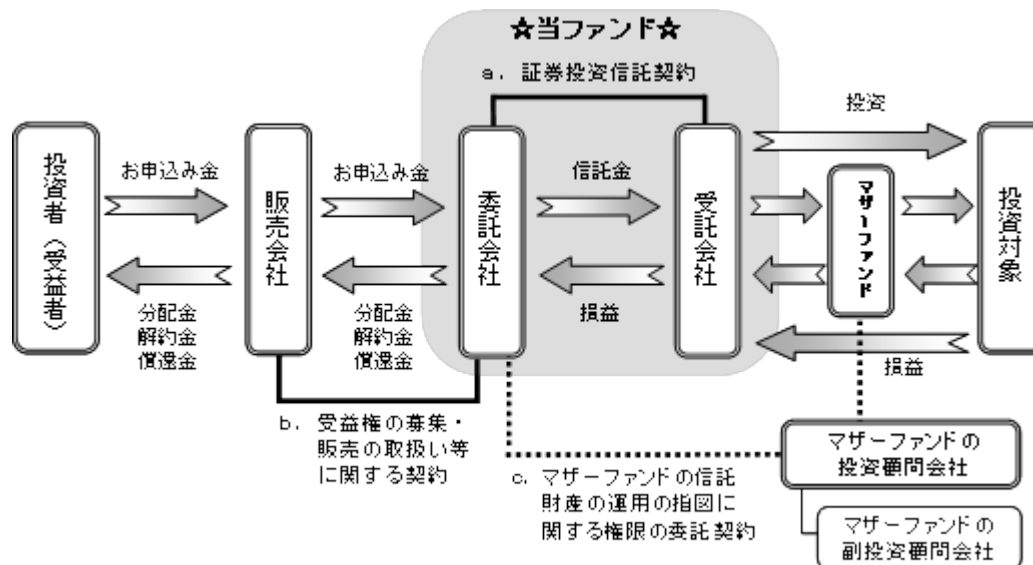 ☆当ファンド☆
a．証券投資信託契約
投資
投資者（受益者）
お申込み金
販売会社
お申込み金
委託会社
信託金
受託会社
マザーファンド
投資対象
分配金
解約金
償還金
分配金
解約金
償還金
損益
損益
b．受益権の募集・
販売の取扱い等
に関する契約
c．マザーファンドの信託
財産の運用の指図に
関する権限の委託契約
マザーファンドの
投資顧問会社
マザーファンドの
副投資顧問会社